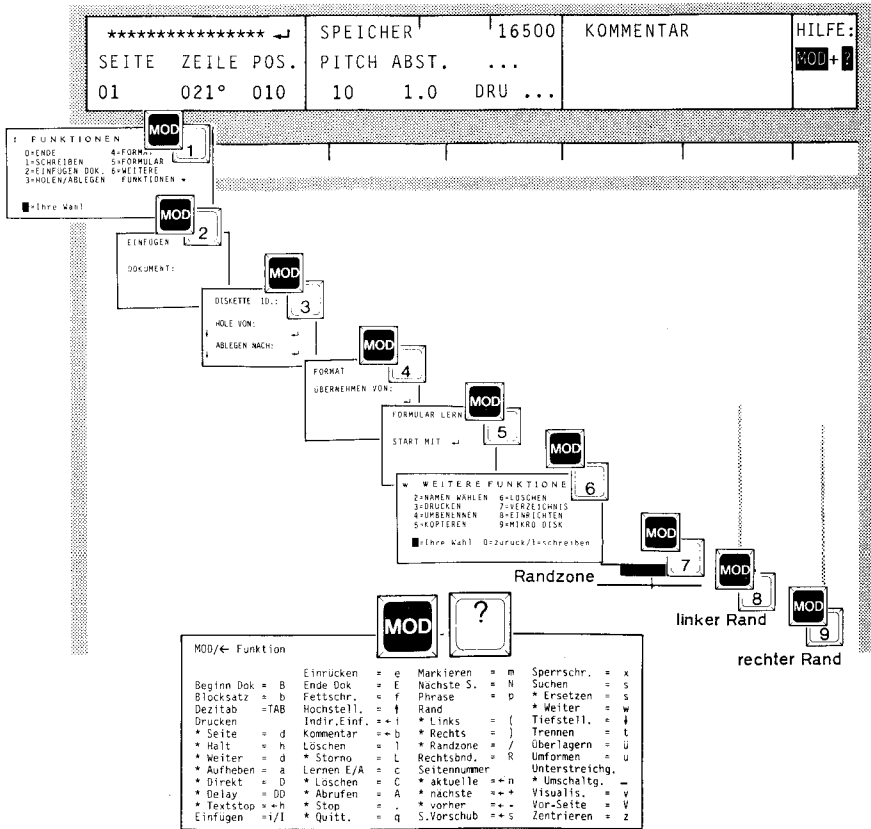 **************** ↵ SPEICHER 16500 KOMMENTAR HILFE:
SEITE ZEILE POS. PITCH ABST. ... MOD+?
01 021° 010 10 1.0 DRU ...
MOD 1
FUNKTIONEN
0=ENDE 4=FORMAT
1=SCHREIBEN 5=FORMULAR
2=EINFÜGEN DOK. 6=WEITERE
3=HOLEN/ABLEGEN FUNKTIONEN
=Ihre Wahl
MOD 2
EINFÜGEN
DOKUMENT:
MOD 3
DISKETTE ID.:
HOLE VON: ↵
ABLEGEN NACH: ↵
MOD 4
FORMAT
ÜBERNEHMEN VON: ↵
MOD 5
FORMULAR LERN
START MIT ↵
MOD 6
WEITERE FUNKTIONE
2=NAMEN WÄHLEN 6=LÖSCHEN
3=DRUCKEN 7=VERZEICHNIS
4=UMBENENNEN 8=EINRICHTEN
5=KOPIEREN 9=MIKRO DISK
=Ihre Wahl 0=zurück/1=schreiben
MOD 7
Randzone
MOD 8
linker Rand
MOD 9
rechter Rand
MOD ?
MOD/← Funktion
Einrücken = e Markieren = m Sperrschr. = x
Beginn Dok = B Ende Dok = E Nächste S. = N Suchen = s
Blocksatz = b Fettschr. = f Phrase = p * Ersetzen = s
Dezitab =TAB Hochstell. = ↑ Rand * Weiter = w
Drucken Indir.Einf. =←i * Links = ( Tiefstell. = ↓
* Seite = d Kommentar =←b * Rechts = ) Trennen = t
* Halt = h Löschen = l * Randzone = / Überlagern = ü
* Weiter = d * Storno = L Rechtsbnd. = R Umformen = u
* Aufheben = a Lernen E/A = c Seitennummer Unterstreichg.
* Direkt = D * Löschen = C * aktuelle =←n * Umschaltg. _
* Delay = DD * Abrufen = A * nächste =←+ Visualis. = v
* Textstop =←h * Stop = . * vorher =←- Vor-Seite = V
Einfügen =i/I * Quitt. = q S.Vorschub =←s Zentrieren = z